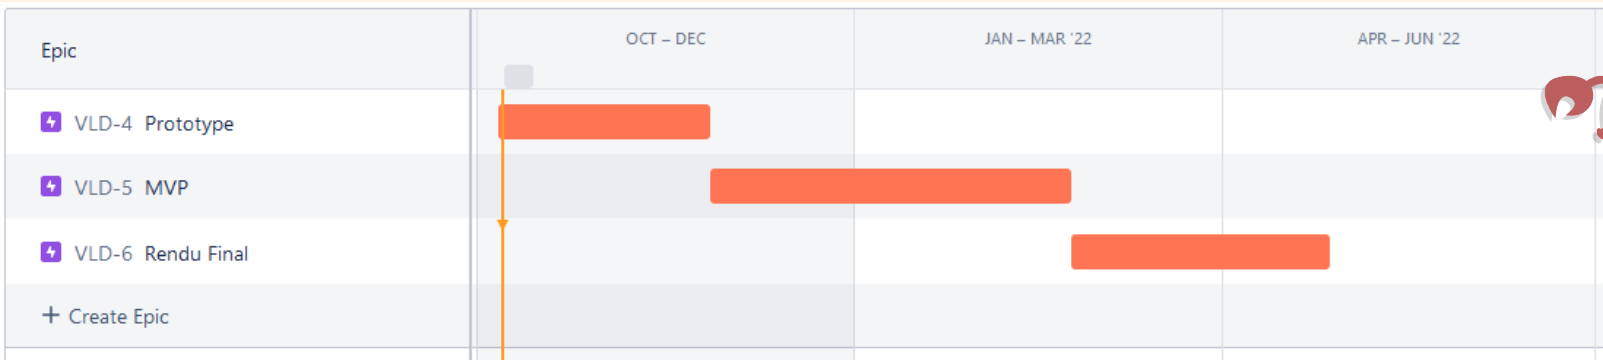 Epic
OCT – DEC
JAN – MAR '22
APR – JUN '22
VLD-4 Prototype
VLD-5 MVP
VLD-6 Rendu Final
+ Create Epic